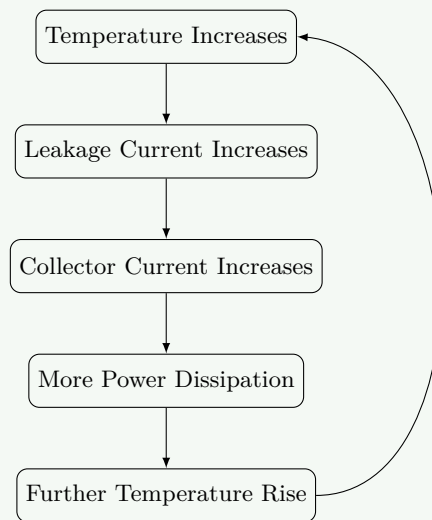 Temperature Increases
Leakage Current Increases
Collector Current Increases
More Power Dissipation
Further Temperature Rise